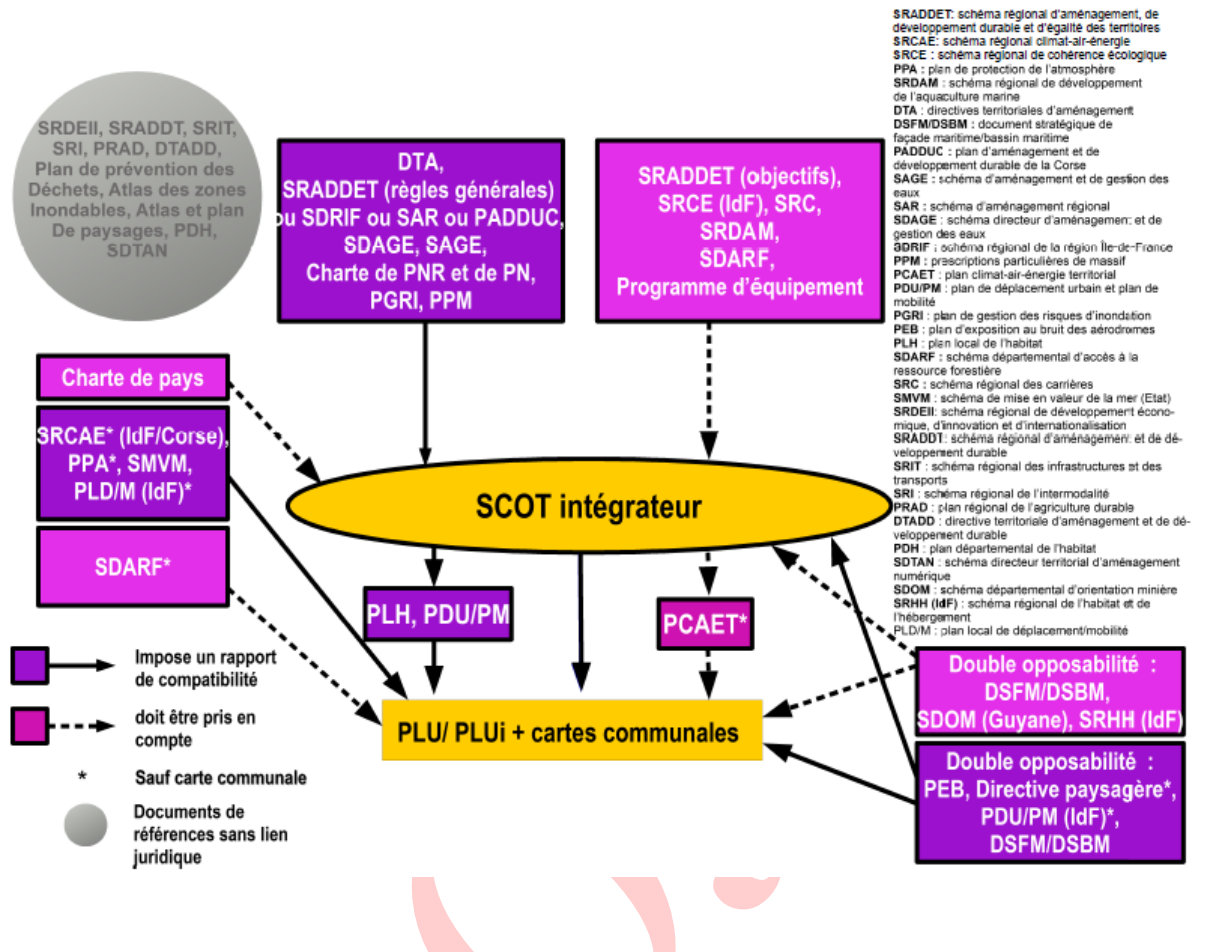 SRADDET: schéma régional d'aménagement, de
développement durable et d'égalité des territoires
SRCAE: schéma régional climat-air-énergie
SRCE : schéma régional de cohérence écologique
PPA : plan de protection de l'atmosphère
SRDAM : schéma régional de développement
de l'aquaculture marine
DTA : directives territoriales d'aménagement
DSFM/DSBM : document stratégique de
façade maritime/bassin maritime
PADDUC : plan d'aménagement et de
développement durable de la Corse
SAGE : schéma d'aménagement et de gestion des
eaux
SAR : schéma d'aménagement régional
SDAGE : schéma directeur d'aménagement et de
gestion des eaux
SDRIF : schéma régional de la région Île-de-France
PPM : prescriptions particulières de massif
PCAET : plan climat-air-énergie territorial
PDU/PM : plan de déplacement urbain et plan de
mobilité
PGRI : plan de gestion des risques d'inondation
PEB : plan d'exposition au bruit des aérodromes
PLH : plan local de l'habitat
SDARF : schéma départemental d'accès à la
ressource forestière
SRC : schéma régional des carrières
SMVM : schéma de mise en valeur de la mer (Etat)
SRDEII: schéma régional de développement écono-
mique, d'innovation et d'internationalisation
SRADDT: schéma régional d'aménagement et de dé-
veloppement durable
SRIT : schéma régional des infrastructures et des
transports
SRI : schéma régional de l'intermodalité
PRAD : plan régional de l'agriculture durable
DTADD : directive territoriale d'aménagement et de dé-
veloppement durable
PDH : plan départemental de l'habitat
SDTAN : schéma directeur territorial d'aménagement
numérique
SDOM : schéma départemental d'orientation minière
SRHH (IdF) : schéma régional de l'habitat et de
l'hébergement
PLD/M : plan local de déplacement/mobilité
SRDEII, SRADDT, SRIT,
SRI, PRAD, DTADD,
Plan de prévention des
Déchets, Atlas des zones
Inondables, Atlas et plan
De paysages, PDH,
SDTAN
DTA,
SRADDET (règles générales)
ou SDRIF ou SAR ou PADDUC,
SDAGE, SAGE,
Charte de PNR et de PN,
PGRI, PPM
SRADDET (objectifs),
SRCE (IdF), SRC,
SRDAM,
SDARF,
Programme d'équipement
Charte de pays
SRCAE* (IdF/Corse),
PPA*, SMVM,
PLD/M (IdF)*
SDARF*
SCOT intégrateur
PLH, PDU/PM
PCAET*
PLU/ PLUi + cartes communales
Double opposabilité :
DSFM/DSBM,
SDOM (Guyane), SRHH (IdF)
Double opposabilité :
PEB, Directive paysagère*,
PDU/PM (IdF)*,
DSFM/DSBM
Impose un rapport
de compatibilité
doit être pris en
compte
* Sauf carte communale
Documents de
références sans lien
juridique